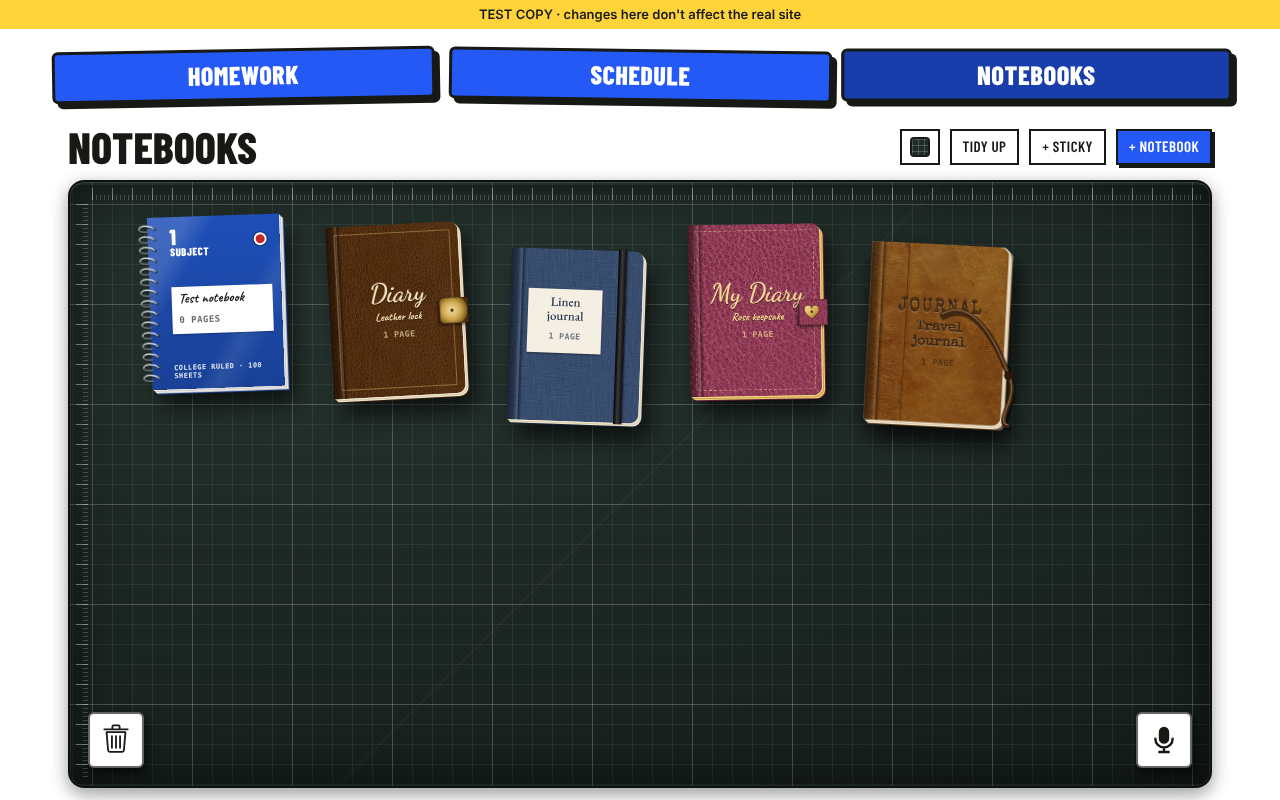 TEST COPY · changes here don't affect the real site
HOMEWORK
SCHEDULE
NOTEBOOKS
NOTEBOOKS
TIDY UP
+ STICKY
+ NOTEBOOK
1
SUBJECT
Test notebook
0 PAGES
COLLEGE RULED · 100
SHEETS
Diary
Leather lock
1 PAGE
Linen
journal
1 PAGE
My Diary
Rose keepsake
1 PAGE
JOURNAL
Travel
journal
1 PAGE